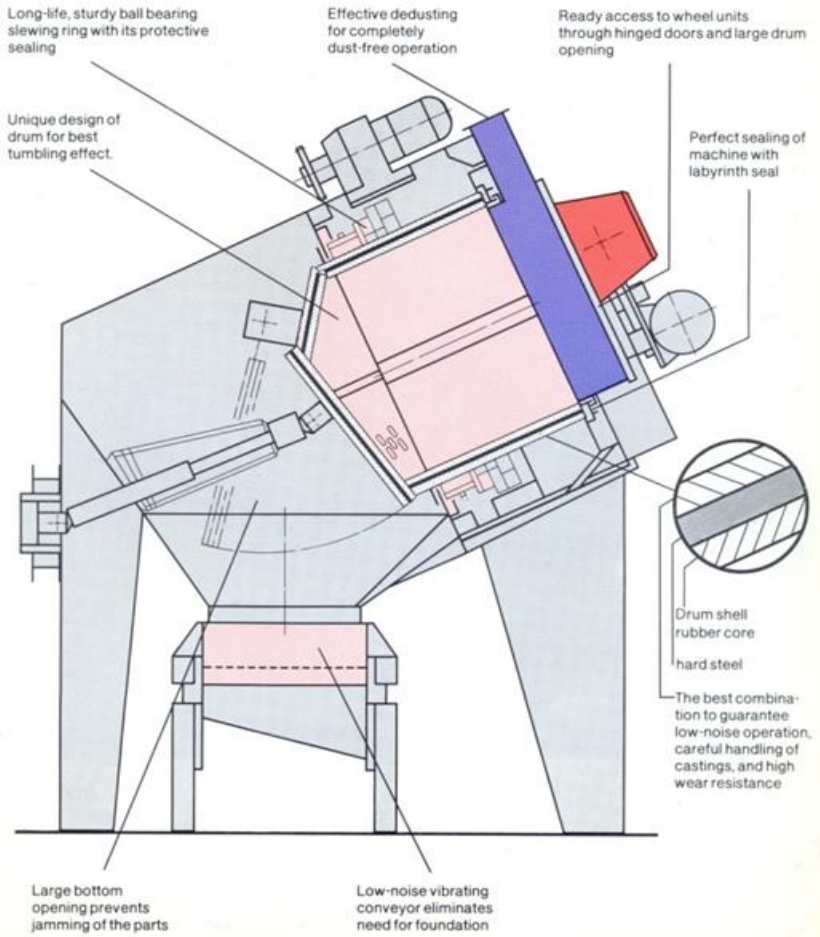 Long-life, sturdy ball bearing
slewing ring with its protective
sealing
Effective dedusting
for completely
dust-free operation
Ready access to wheel units
through hinged doors and large drum
opening
Unique design of
drum for best
tumbling effect.
Perfect sealing of
machine with
labyrinth seal
Drum shell
rubber core
hard steel
The best combina-
tion to guarantee
low-noise operation,
careful handling of
castings, and high
wear resistance
Large bottom
opening prevents
jamming of the parts
Low-noise vibrating
conveyor eliminates
need for foundation